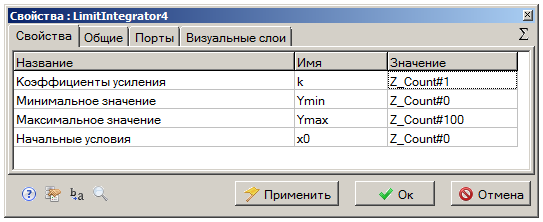 Свойства : LimitIntegrator4
Свойства Общие Порты Визуальные слои Σ
Название Имя Значение
Коэффициенты усиления k Z_Count#1
Минимальное значение Ymin Z_Count#0
Максимальное значение Ymax Z_Count#100
Начальные условия x0 Z_Count#0
? b a Применить Ок Отмена